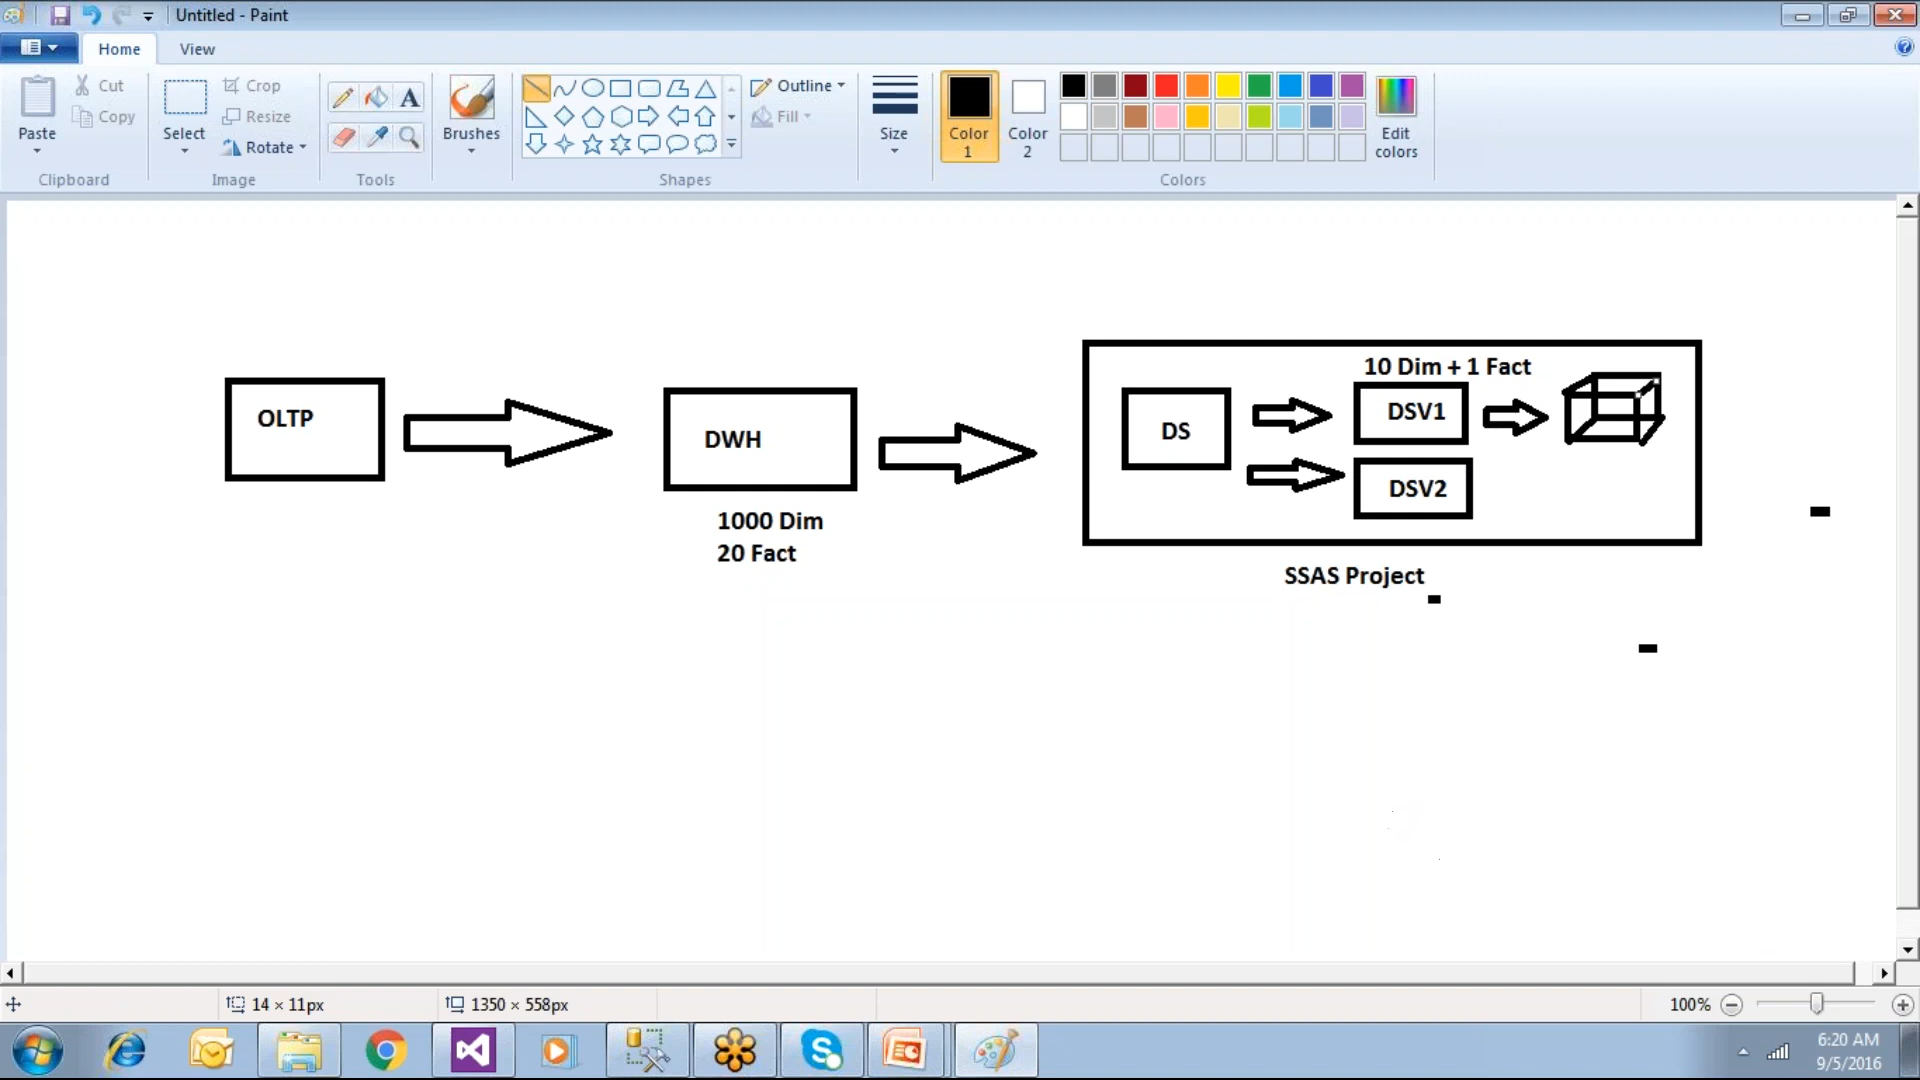 Untitled - Paint
Home View
Paste
Cut
Copy
Clipboard
Select
Crop
Resize
Rotate
Image
A
Tools
Brushes
Shapes
Outline
Fill
Size
Color 1
Color 2
Edit colors
Colors
OLTP
DWH
1000 Dim
20 Fact
10 Dim + 1 Fact
DS
DSV1
DSV2
SSAS Project
14 × 11px
1350 × 558px
100%
6:20 AM
9/5/2016